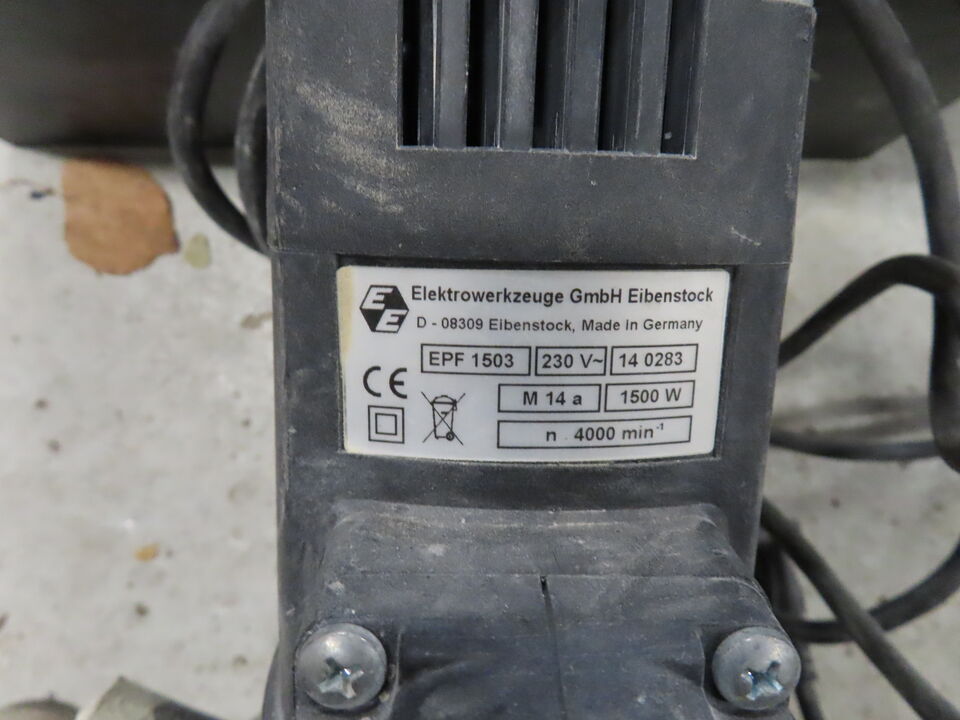 EE Elektrowerkzeuge GmbH Eibenstock
D - 08309 Eibenstock, Made in Germany
EPF 1503 230 V~ 14 0283
CE M 14 a 1500 W
n 4000 min⁻¹